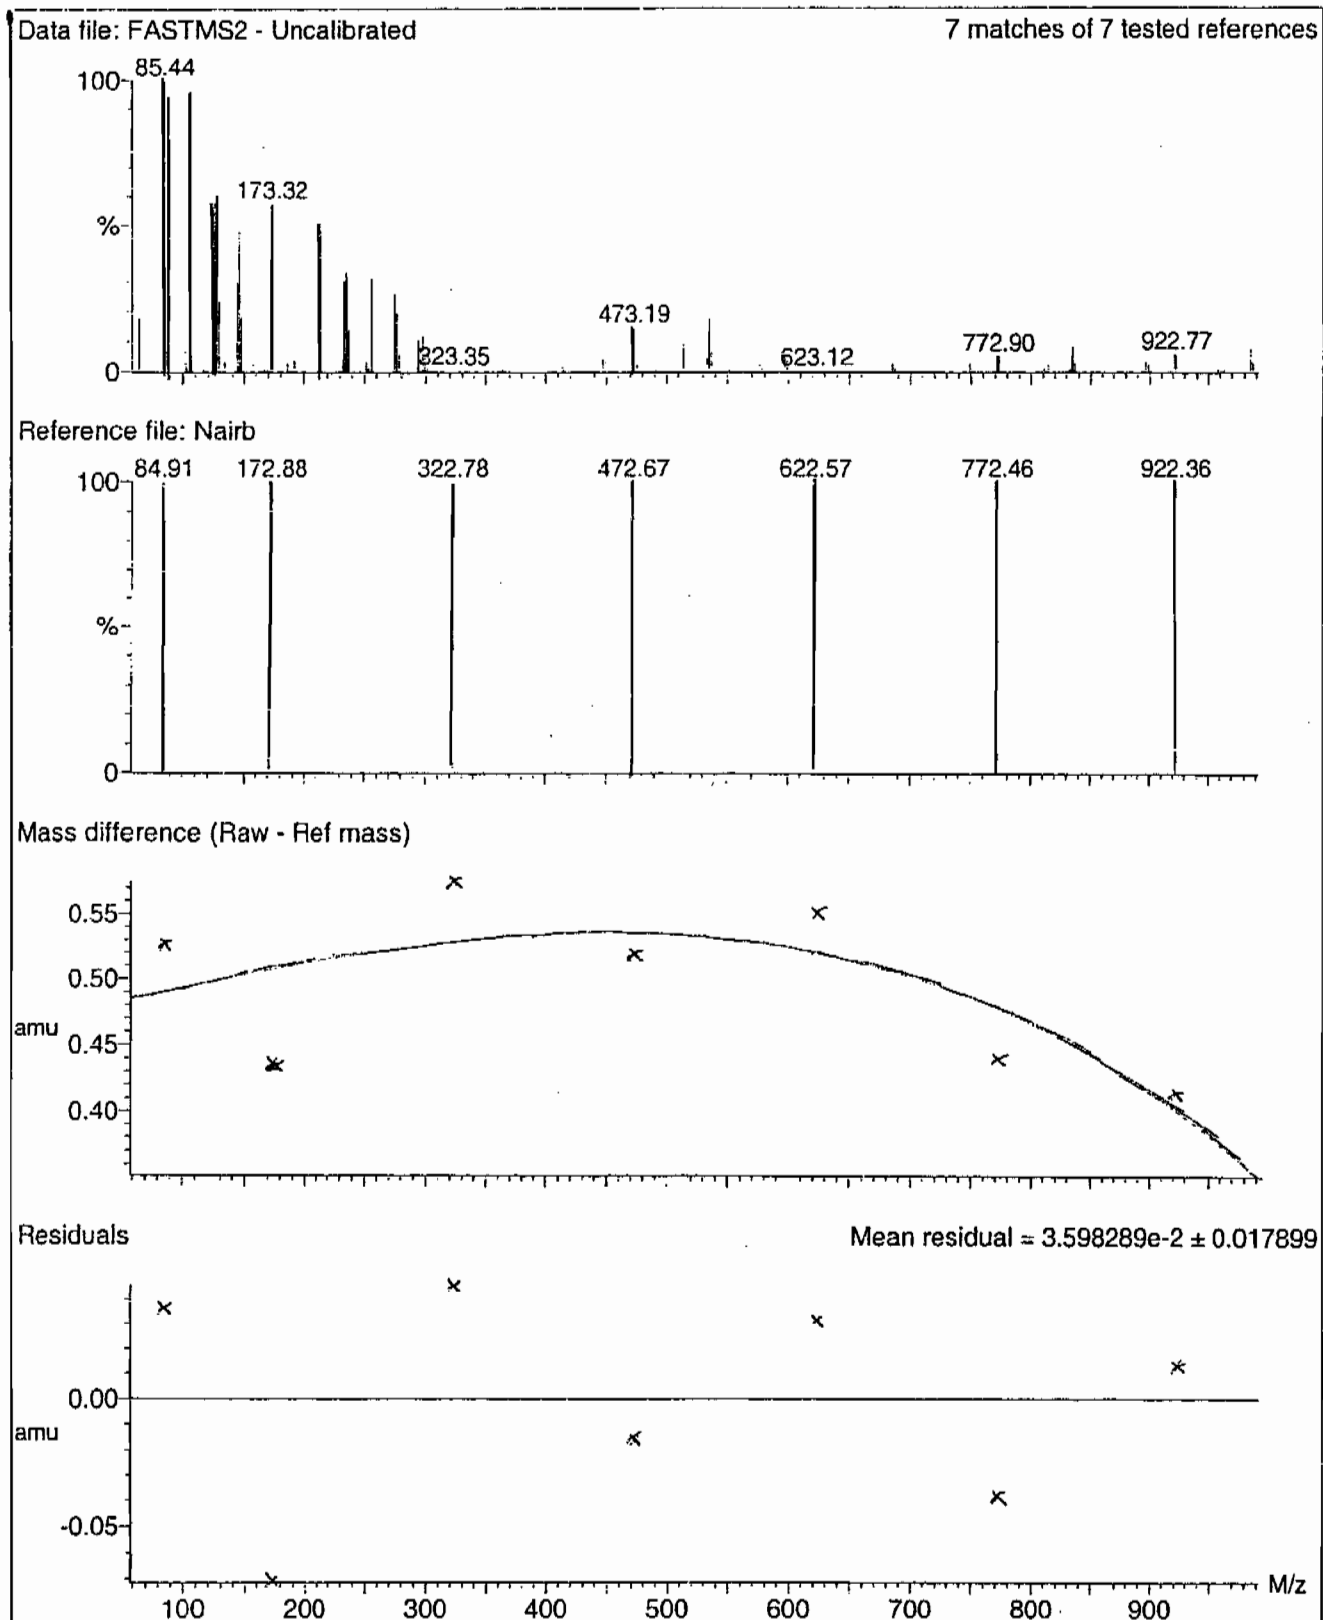 Data file: FASTMS2 - Uncalibrated 7 matches of 7 tested references
85.44
100
173.32
%
473.19
323.35 623.12 772.90 922.77
0
Reference file: Nairb
84.91 172.88 322.78 472.67 622.57 772.46 922.36
100
%
0
Mass difference (Raw - Ref mass)
0.55
0.50
amu
0.45
0.40
Residuals Mean residual = 3.598289e-2 ± 0.017899
0.00
amu
-0.05
M/z
100 200 300 400 500 600 700 800 900